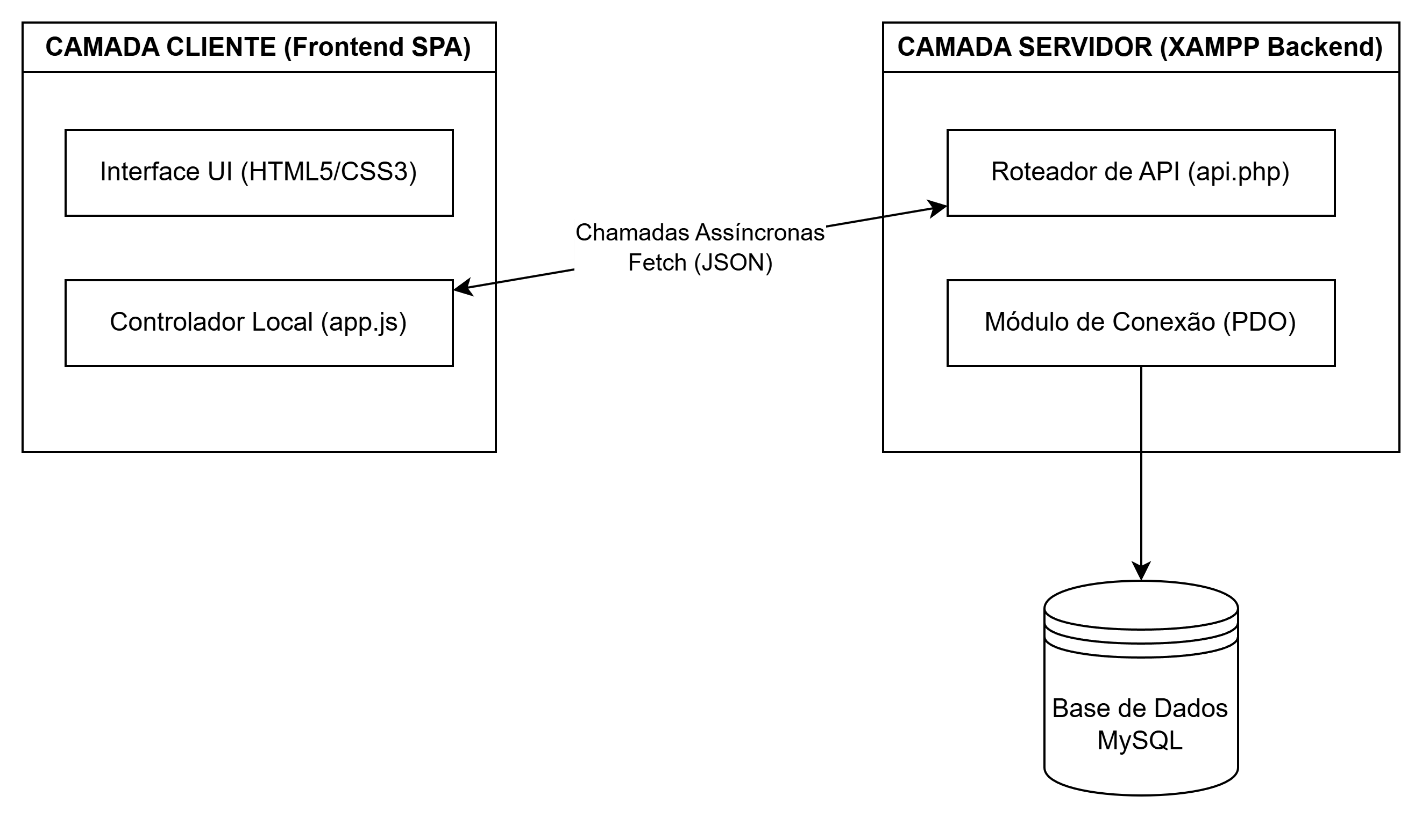 CAMADA CLIENTE (Frontend SPA)
Interface UI (HTML5/CSS3)
Controlador Local (app.js)
Chamadas Assíncronas
Fetch (JSON)
CAMADA SERVIDOR (XAMPP Backend)
Roteador de API (api.php)
Módulo de Conexão (PDO)
Base de Dados
MySQL